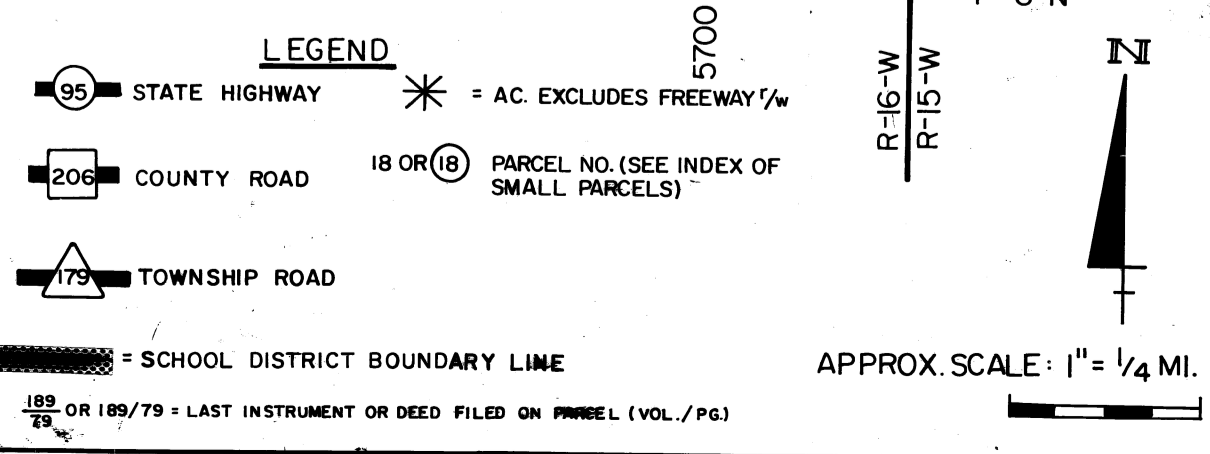 LEGEND
95 STATE HIGHWAY
✳ = AC. EXCLUDES FREEWAY r/w
206 COUNTY ROAD
18 OR 18 PARCEL NO. (SEE INDEX OF
SMALL PARCELS)
179 TOWNSHIP ROAD
= SCHOOL DISTRICT BOUNDARY LINE
189/79 OR 189/79 = LAST INSTRUMENT OR DEED FILED ON PARCEL (VOL./PG.)
5700
R-16-W
R-15-W
N
APPROX. SCALE: 1" = 1/4 MI.